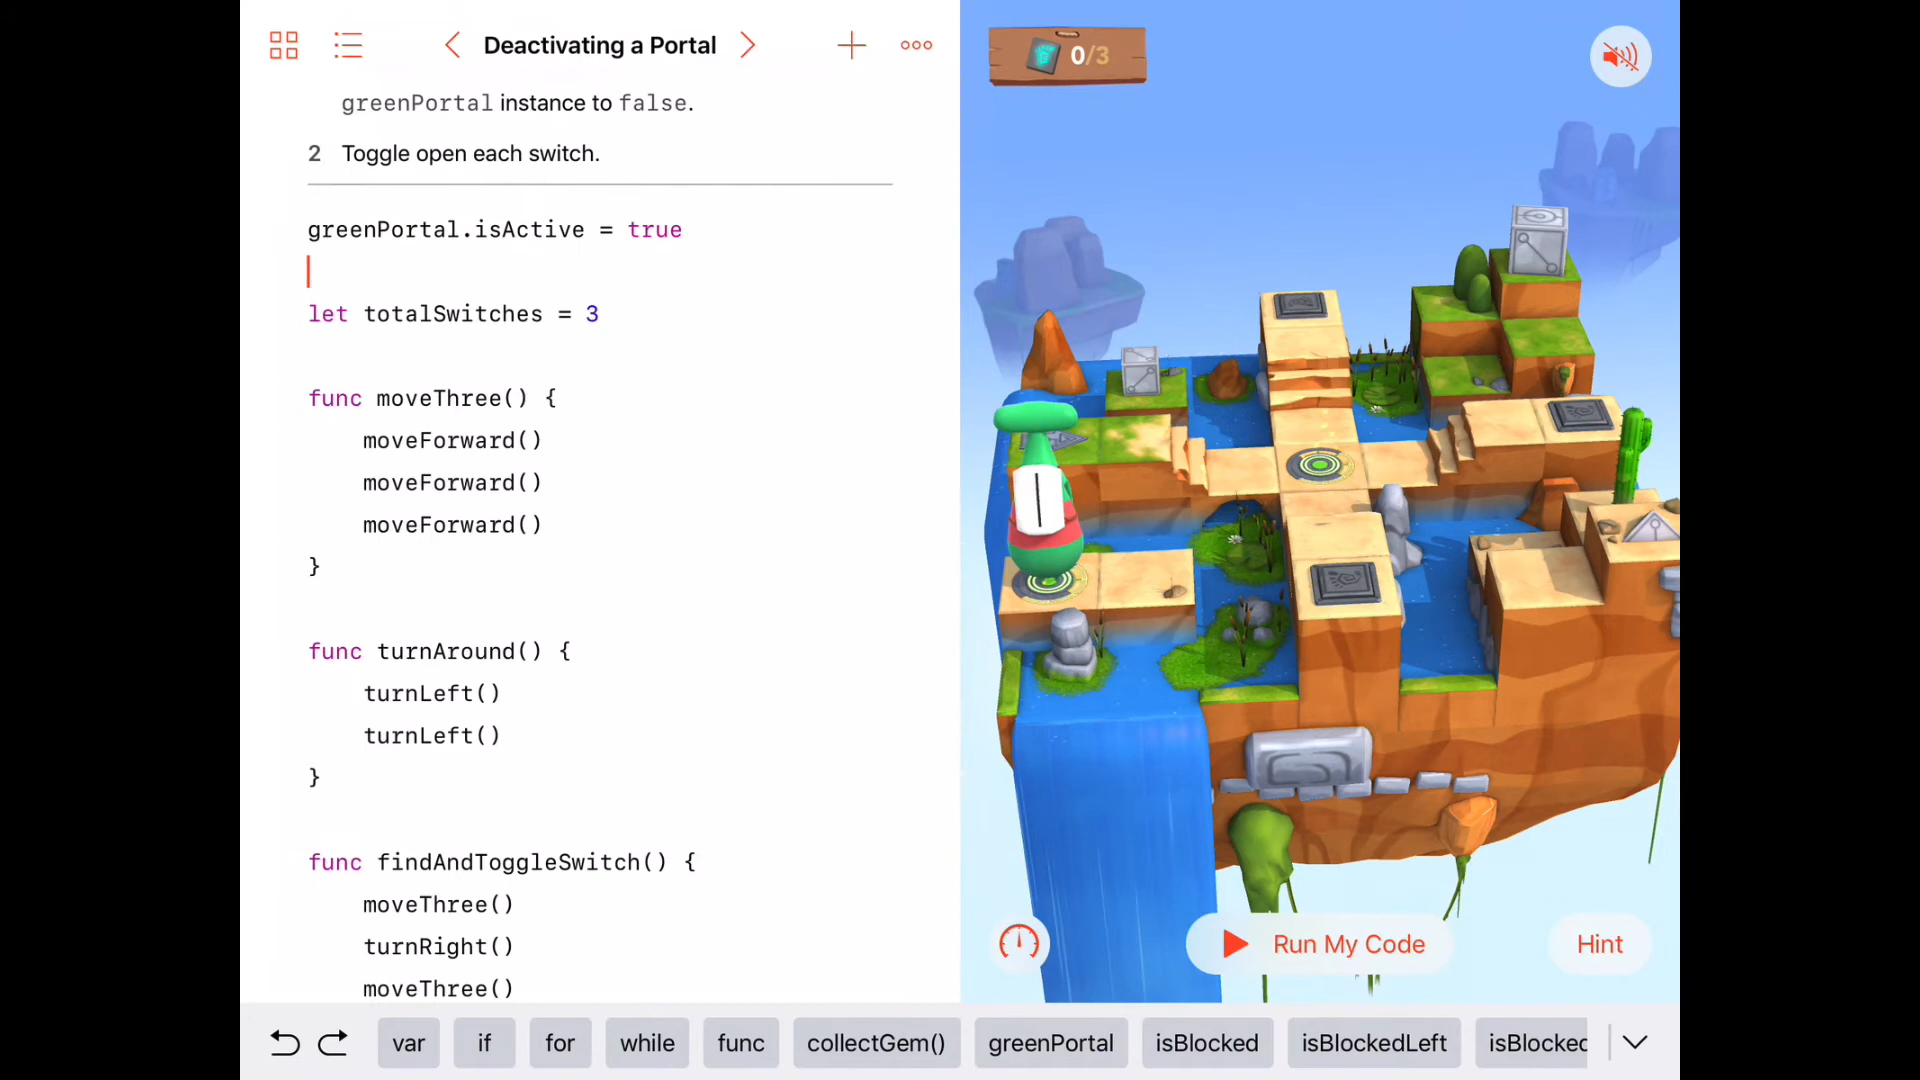 Deactivating a Portal
greenPortal instance to false.
2 Toggle open each switch.
greenPortal.isActive = true
let totalSwitches = 3
func moveThree() {
moveForward()
moveForward()
moveForward()
}
func turnAround() {
turnLeft()
turnLeft()
}
func findAndToggleSwitch() {
moveThree()
turnRight()
moveThree()
0/3
Run My Code
Hint
var if for while func collectGem() greenPortal isBlocked isBlockedLeft isBlocked